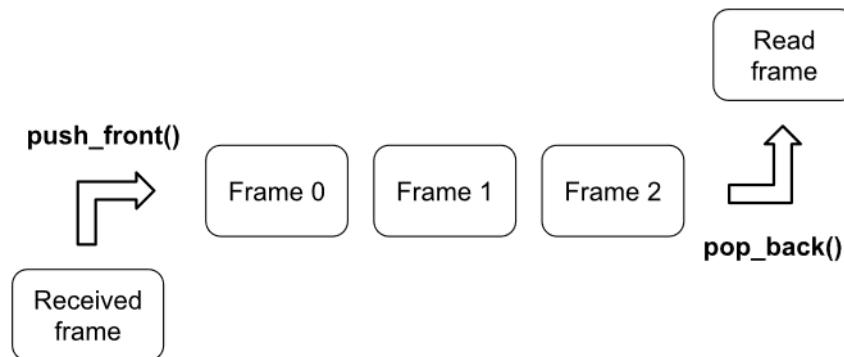 Read
frame
push_front()
Frame 0
Frame 1
Frame 2
pop_back()
Received
frame